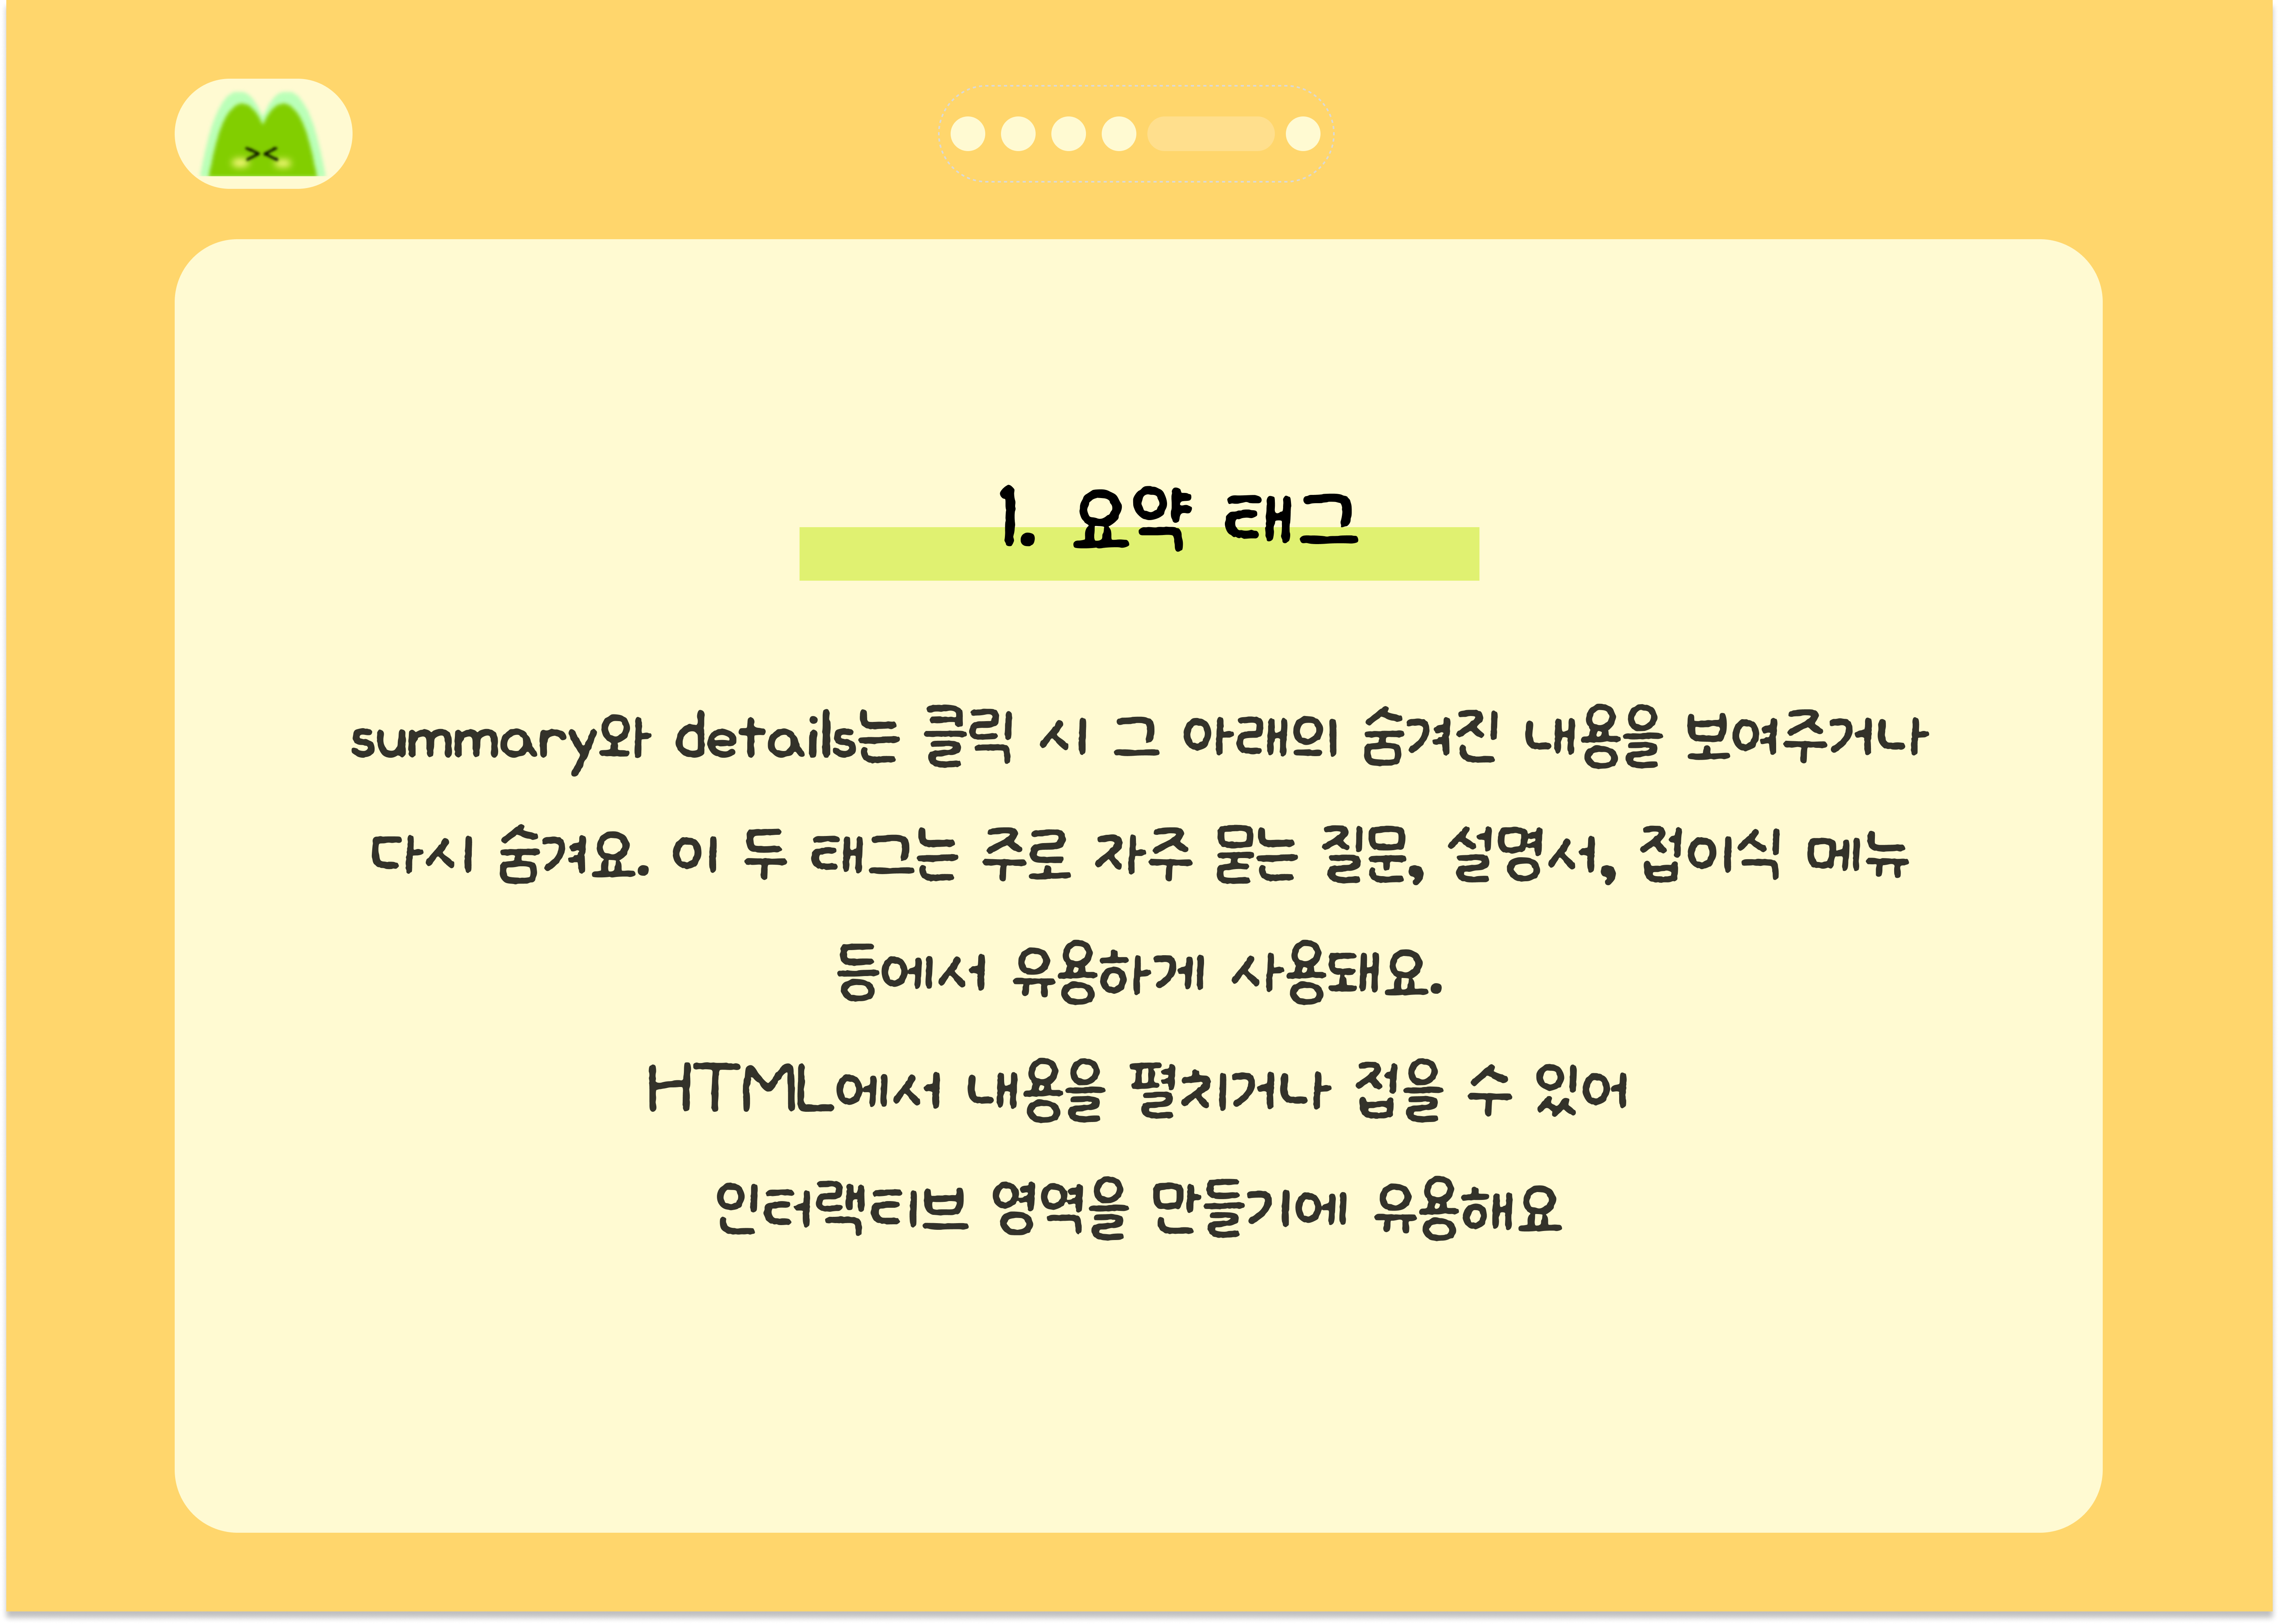 1. 요약 태그
summary와 details는 클릭 시 그 아래의 숨겨진 내용을 보여주거나
다시 숨겨요. 이 두 태그는 주로 자주 묻는 질문, 설명서, 접이식 메뉴
등에서 유용하게 사용돼요.
HTML에서 내용을 펼치거나 접을 수 있어
인터랙티브 영역을 만들기에 유용해요